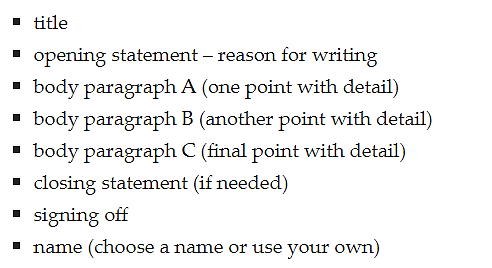 ▪ title
▪ opening statement – reason for writing
▪ body paragraph A (one point with detail)
▪ body paragraph B (another point with detail)
▪ body paragraph C (final point with detail)
▪ closing statement (if needed)
▪ signing off
▪ name (choose a name or use your own)